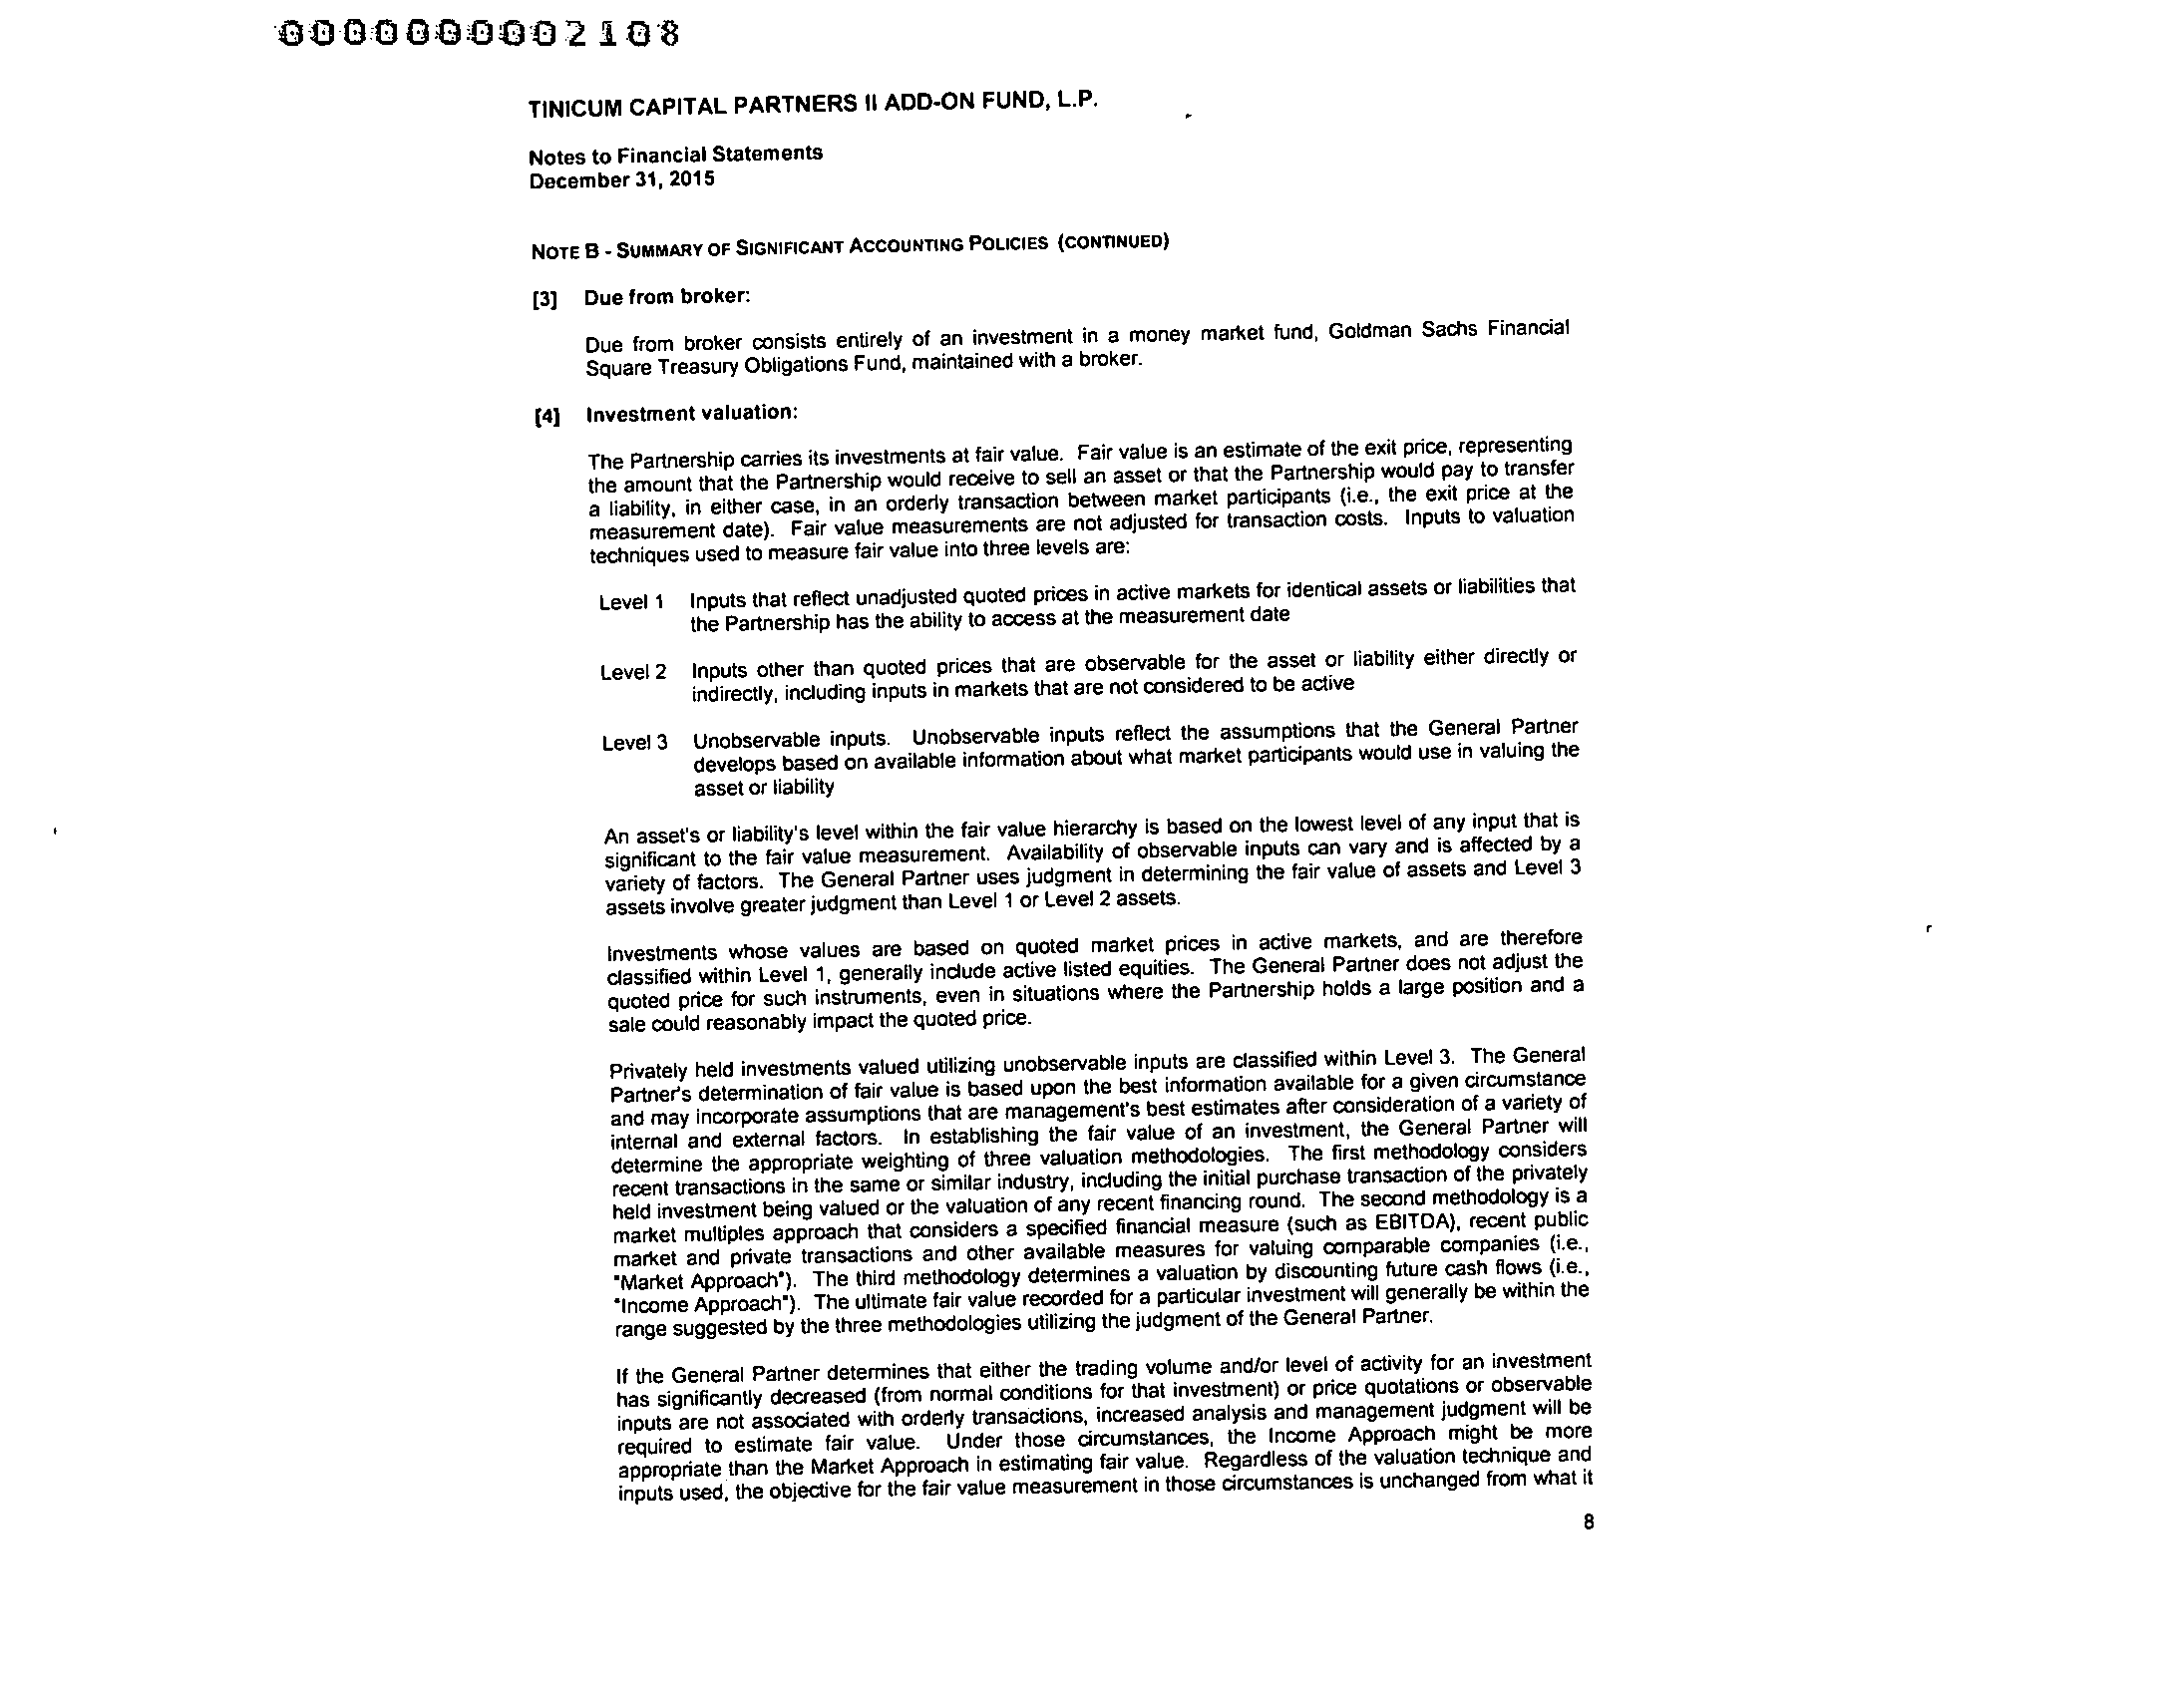 0000000002108
TINICUM CAPITAL PARTNERS II ADD-ON FUND, L.P.
Notes to Financial Statements
December 31, 2015
NOTE B - SUMMARY OF SIGNIFICANT ACCOUNTING POLICIES (CONTINUED)
[3] Due from broker:
Due from broker consists entirely of an investment in a money market fund, Goldman Sachs Financial
Square Treasury Obligations Fund, maintained with a broker.
[4] Investment valuation:
The Partnership carries its investments at fair value. Fair value is an estimate of the exit price, representing
the amount that the Partnership would receive to sell an asset or that the Partnership would pay to transfer
a liability, in either case, in an orderly transaction between market participants (i.e., the exit price at the
measurement date). Fair value measurements are not adjusted for transaction costs. Inputs to valuation
techniques used to measure fair value into three levels are:
Level 1 Inputs that reflect unadjusted quoted prices in active markets for identical assets or liabilities that
the Partnership has the ability to access at the measurement date
Level 2 Inputs other than quoted prices that are observable for the asset or liability either directly or
indirectly, including inputs in markets that are not considered to be active
Level 3 Unobservable inputs. Unobservable inputs reflect the assumptions that the General Partner
develops based on available information about what market participants would use in valuing the
asset or liability
An asset's or liability's level within the fair value hierarchy is based on the lowest level of any input that is
significant to the fair value measurement. Availability of observable inputs can vary and is affected by a
variety of factors. The General Partner uses judgment in determining the fair value of assets and Level 3
assets involve greater judgment than Level 1 or Level 2 assets.
Investments whose values are based on quoted market prices in active markets, and are therefore
classified within Level 1, generally include active listed equities. The General Partner does not adjust the
quoted price for such instruments, even in situations where the Partnership holds a large position and a
sale could reasonably impact the quoted price.
Privately held investments valued utilizing unobservable inputs are classified within Level 3. The General
Partner's determination of fair value is based upon the best information available for a given circumstance
and may incorporate assumptions that are management's best estimates after consideration of a variety of
internal and external factors. In establishing the fair value of an investment, the General Partner will
determine the appropriate weighting of three valuation methodologies. The first methodology considers
recent transactions in the same or similar industry, including the initial purchase transaction of the privately
held investment being valued or the valuation of any recent financing round. The second methodology is a
market multiples approach that considers a specified financial measure (such as EBITDA), recent public
market and private transactions and other available measures for valuing comparable companies (i.e.,
"Market Approach"). The third methodology determines a valuation by discounting future cash flows (i.e.,
"Income Approach"). The ultimate fair value recorded for a particular investment will generally be within the
range suggested by the three methodologies utilizing the judgment of the General Partner.
If the General Partner determines that either the trading volume and/or level of activity for an investment
has significantly decreased (from normal conditions for that investment) or price quotations or observable
inputs are not associated with orderly transactions, increased analysis and management judgment will be
required to estimate fair value. Under those circumstances, the Income Approach might be more
appropriate than the Market Approach in estimating fair value. Regardless of the valuation technique and
inputs used, the objective for the fair value measurement in those circumstances is unchanged from what it
8